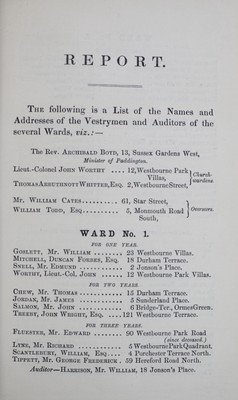 REPORT.
THE following is a List of the Names and
Addresses of the Vestrymen and Auditors of the
several Wards, viz.:—
The Rev. ARCHIBALD BOYD, 13, Sussex Gardens West,
Minister of Paddington.
Lieut.-Colonel JOHN WORTHY .... 12, Westbourne Park Villas, } Church-wardens.
THOMAS ARBUTHNOTT WHITTER, Esq. 2, Westbourne Street,
Mr. WILLIAM CATES .......... 61, Star Street,
WILLIAM TODD, Esq. .......... 5, Monmouth Road South, } Overseers.
WARD No. 1.
FOR ONE YEAR.
GOSLETT, Mr. WILLIAM ........ 23 Westbourne Villas.
MITCHELL, DUNCAN FORBES, Esq. 18 Durham Terrace.
SNELL, Mr. EDMUND ............ 2 Jonson's Place.
WORTHY, Lieut.-Col. JOHN ...... 12 Westbourne Park Villas.
FOR TWO YEARS.
CHEW, Mr. THOMAS ............ 15 Durham Terrace.
JORDAN, Mr. JAMES ............ 5 Sunderland Place.
SALMON, Mr. JOHN ............ 6 Bridge-Ter., Ormes Green.
TREEBY, JOHN WRIGHT, Esq. .... 121 Westbourne Terrace.
FOR THREE YEARS.
FLUESTER, Mr. EDWARD ........ 90 Westbourne Park Road
(since deceased.)
LYNE, Mr. RICHARD ............ 5 Westbourne Park Quadrant.
SCANTLEBURY, WILLIAM, Esq. .... 4 Porchester Terrace North.
TIPPETT, Mr. GEORGE FREDERICK . 39 Hereford Road North.
Auditor—HARRISON, Mr. WILLIAM, 18 Jonson's Place.